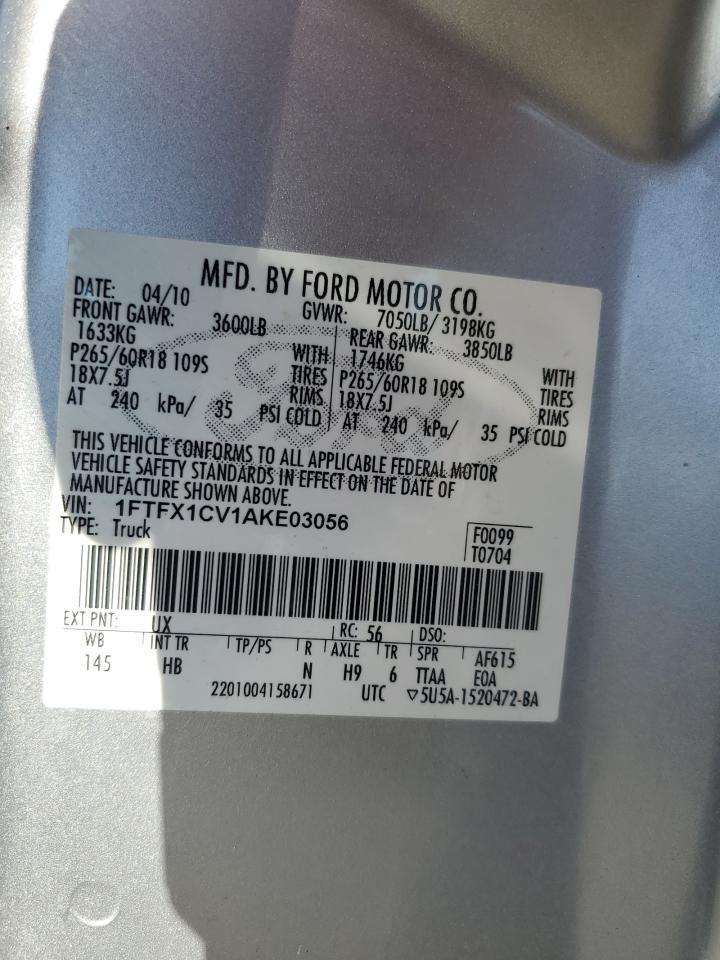 MFD. BY FORD MOTOR CO.
DATE: 04/10 GVWR: 7050LB/ 3198KG
FRONT GAWR: 3600LB REAR GAWR: 3850LB
1633KG WITH 1746KG WITH
P265/60R18 109S TIRES P265/60R18 109S TIRES
18X7.5J RIMS 18X7.5J RIMS
AT 240 kPa/ 35 PSI COLD AT 240 kPa/ 35 PSI COLD
Ford
THIS VEHICLE CONFORMS TO ALL APPLICABLE FEDERAL MOTOR
VEHICLE SAFETY STANDARDS IN EFFECT ON THE DATE OF
MANUFACTURE SHOWN ABOVE.
VIN: 1FTFX1CV1AKE03056
TYPE: Truck
F0099
T0704
EXT PNT: UX RC: 56 DSO:
WB INT TR TP/PS R AXLE TR SPR AF615
145 HB N H9 6 TTAA E0A
2201004158671 UTC ▽5U5A-1520472-BA